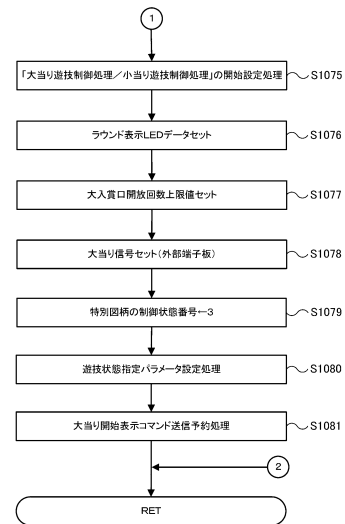 1
「大当り遊技制御処理／小当り遊技制御処理」の開始設定処理 S1075
ラウンド表示LEDデータセット S1076
大入賞口開放回数上限値セット S1077
大当り信号セット(外部端子板) S1078
特別図柄の制御状態番号←3 S1079
遊技状態指定パラメータ設定処理 S1080
大当り開始表示コマンド送信予約処理 S1081
2
RET